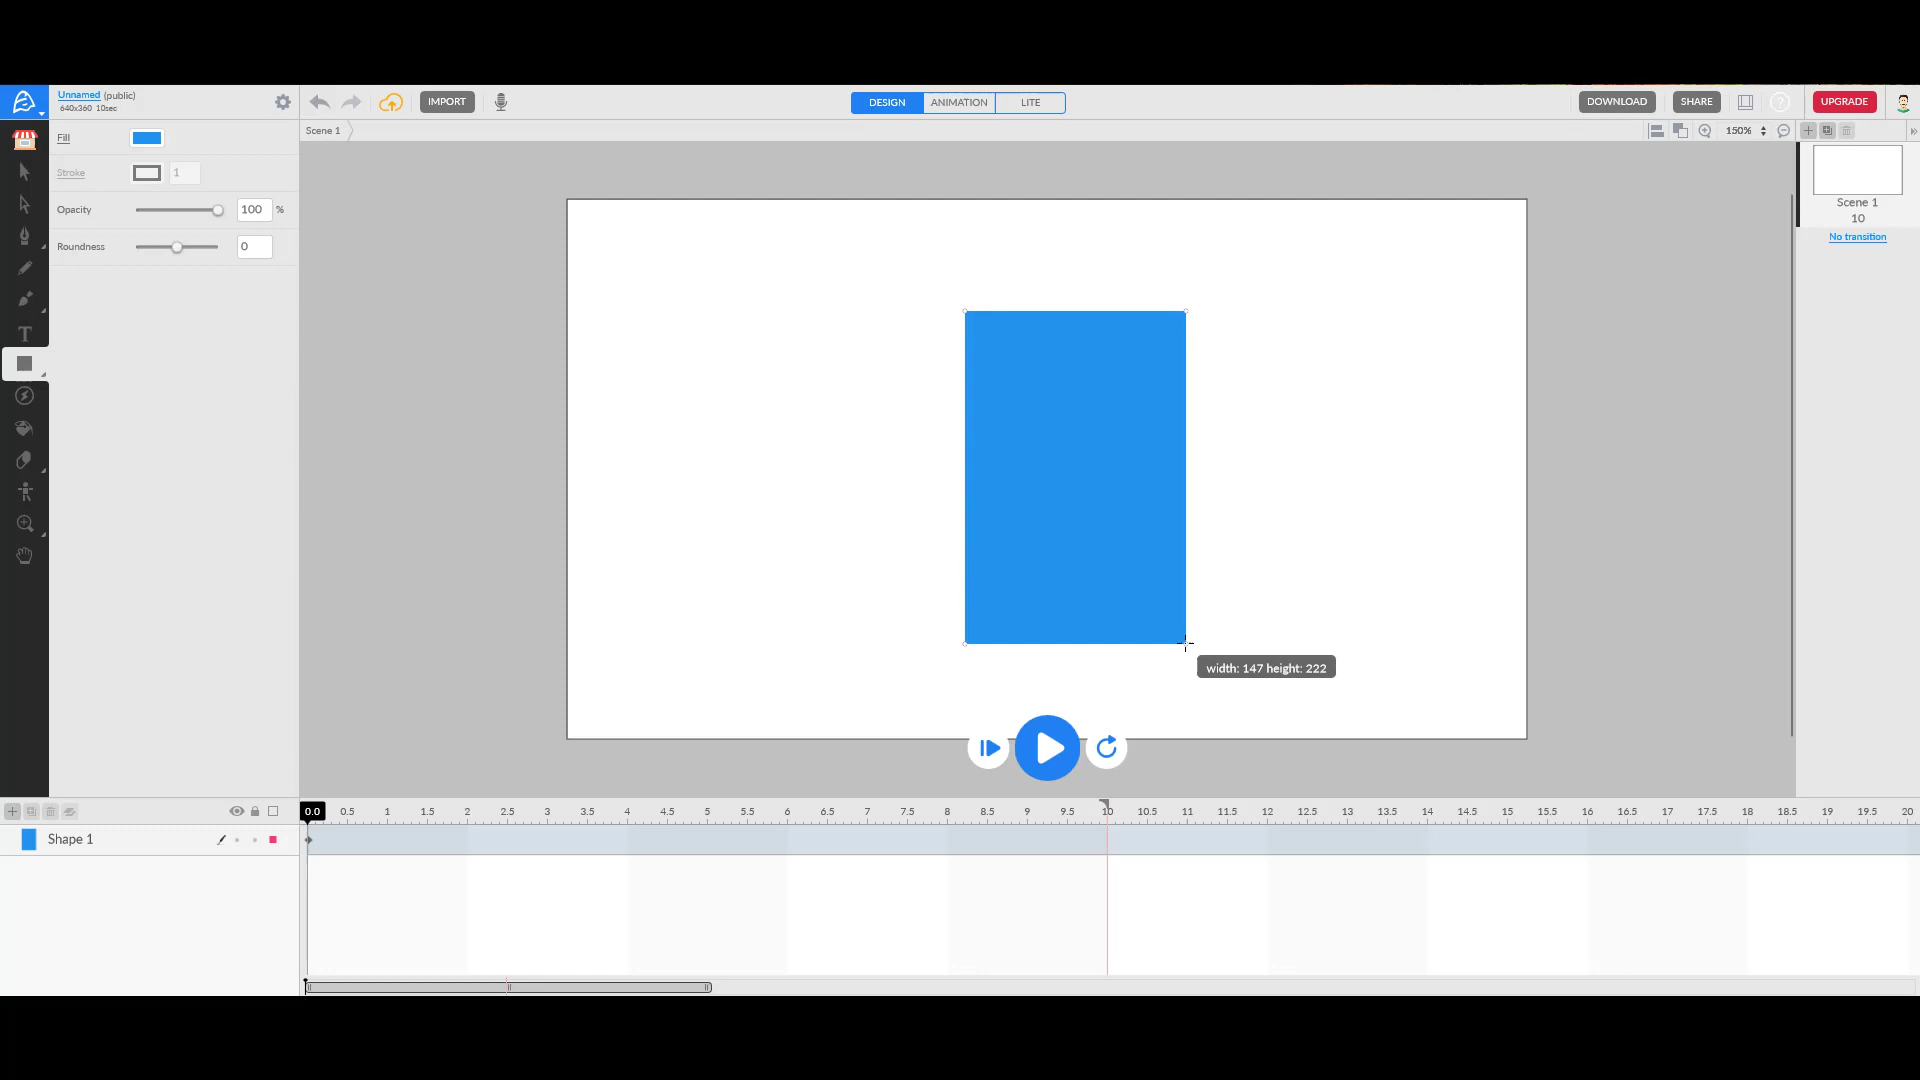 Unnamed (public)
640x360 10sec
IMPORT
DESIGN ANIMATION LITE
DOWNLOAD SHARE ? UPGRADE
Fill
Scene 1
150%
Stroke 1
Opacity 100 %
Roundness 0
T
Scene 1
10
No transition
width: 147 height: 222
0.0 0.5 1 1.5 2 2.5 3 3.5 4 4.5 5 5.5 6 6.5 7 7.5 8 8.5 9 9.5 10 10.5 11 11.5 12 12.5 13 13.5 14 14.5 15 15.5 16 16.5 17 17.5 18 18.5 19 19.5 20
Shape 1